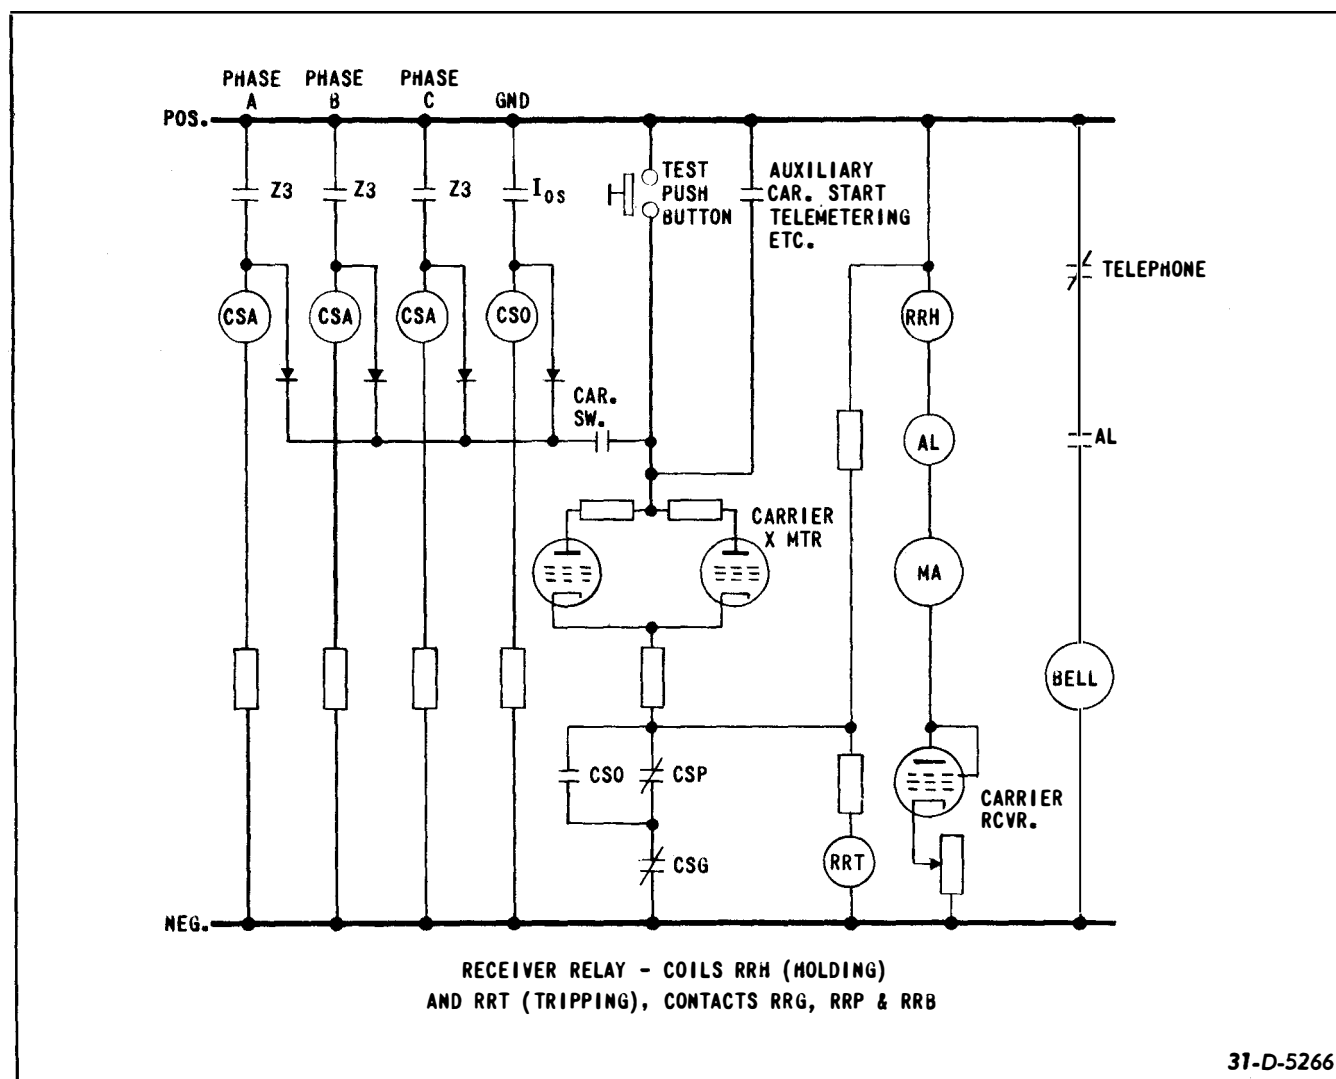 PHASE A
PHASE B
PHASE C
GND
POS.
Z3
Z3
Z3
IOS
TEST
PUSH
BUTTON
AUXILIARY
CAR. START
TELEMETERING
ETC.
TELEPHONE
CSA
CSA
CSA
CSO
RRH
CAR.
SW.
AL
AL
CARRIER
X MTR
MA
BELL
CSO
CSP
CARRIER
RCVR.
CSG
RRT
NEG.
RECEIVER RELAY - COILS RRH (HOLDING)
AND RRT (TRIPPING), CONTACTS RRG, RRP & RRB
31-D-5266